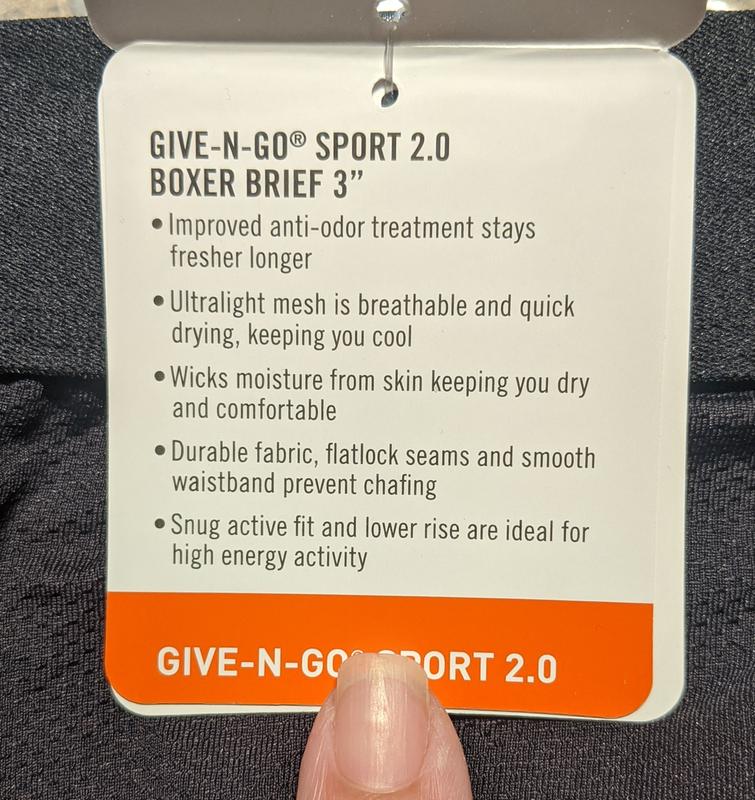 GIVE-N-GO® SPORT 2.0
BOXER BRIEF 3”
• Improved anti-odor treatment stays
fresher longer
• Ultralight mesh is breathable and quick
drying, keeping you cool
• Wicks moisture from skin keeping you dry
and comfortable
• Durable fabric, flatlock seams and smooth
waistband prevent chafing
• Snug active fit and lower rise are ideal for
high energy activity
GIVE-N-GO® SPORT 2.0